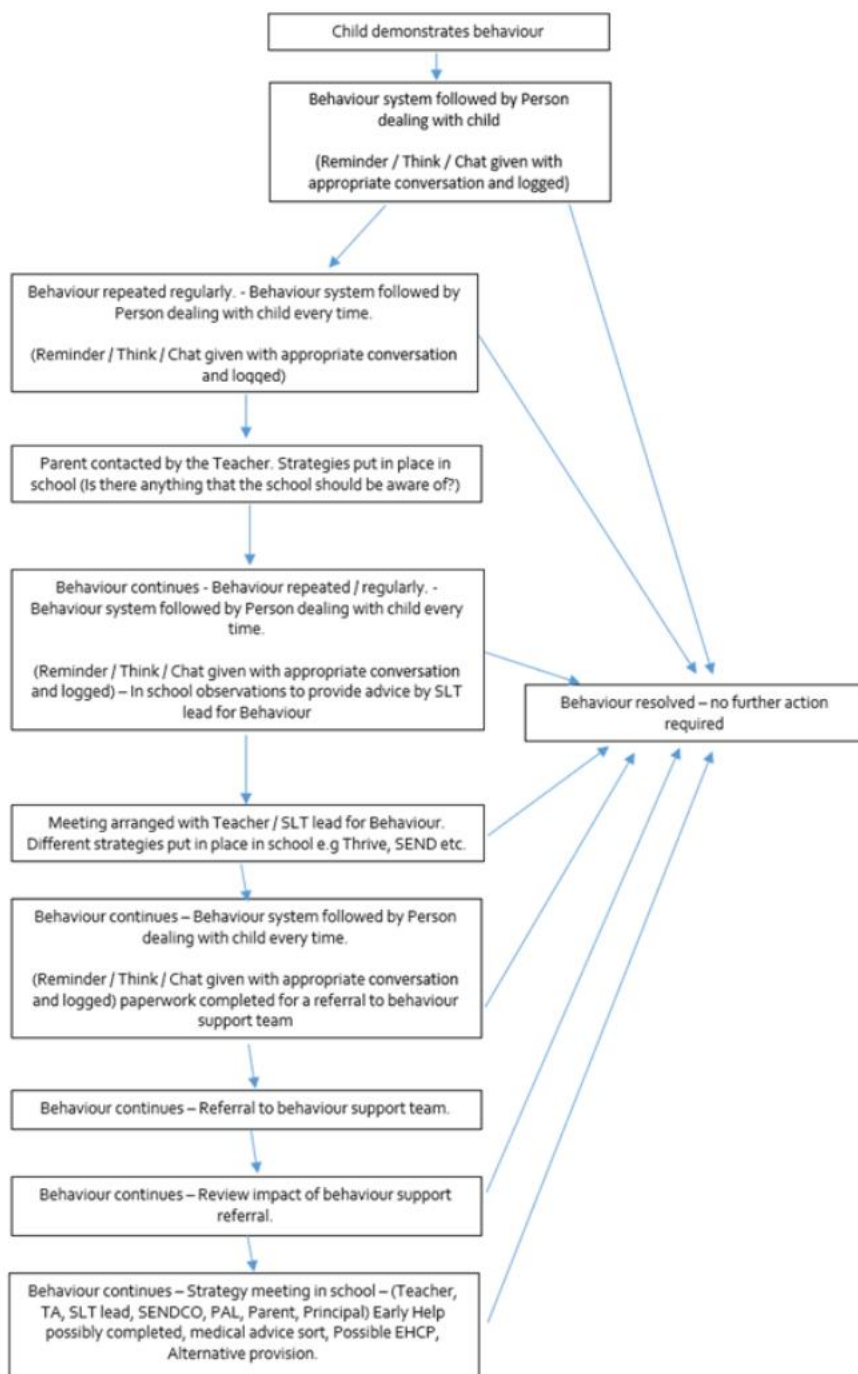 Child demonstrates behaviour
Behaviour system followed by Person
dealing with child
(Reminder / Think / Chat given with
appropriate conversation and logged)
Behaviour repeated regularly. - Behaviour system followed by
Person dealing with child every time.
(Reminder / Think / Chat given with appropriate conversation
and logged)
Parent contacted by the Teacher. Strategies put in place in
school (Is there anything that the school should be aware of?)
Behaviour continues - Behaviour repeated / regularly. -
Behaviour system followed by Person dealing with child every
time.
(Reminder / Think / Chat given with appropriate conversation
and logged) – In school observations to provide advice by SLT
lead for Behaviour
Behaviour resolved – no further action
required
Meeting arranged with Teacher / SLT lead for Behaviour.
Different strategies put in place in school e.g Thrive, SEND etc.
Behaviour continues – Behaviour system followed by Person
dealing with child every time.
(Reminder / Think / Chat given with appropriate conversation
and logged) paperwork completed for a referral to behaviour
support team
Behaviour continues – Referral to behaviour support team.
Behaviour continues – Review impact of behaviour support
referral.
Behaviour continues – Strategy meeting in school – (Teacher,
TA, SLT lead, SENDCO, PAL, Parent, Principal) Early Help
possibly completed, medical advice sort, Possible EHCP,
Alternative provision.